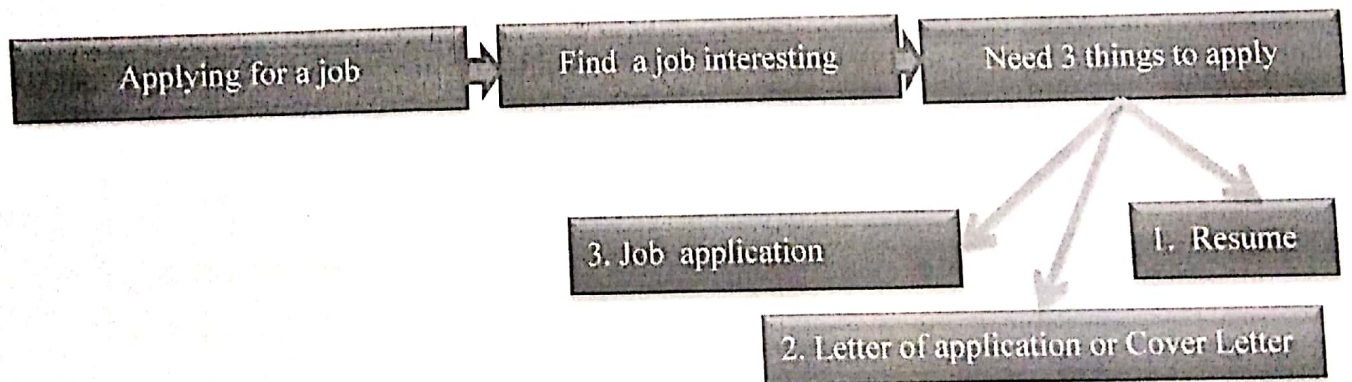 Applying for a job
Find a job interesting
Need 3 things to apply
1. Resume
2. Letter of application or Cover Letter
3. Job application